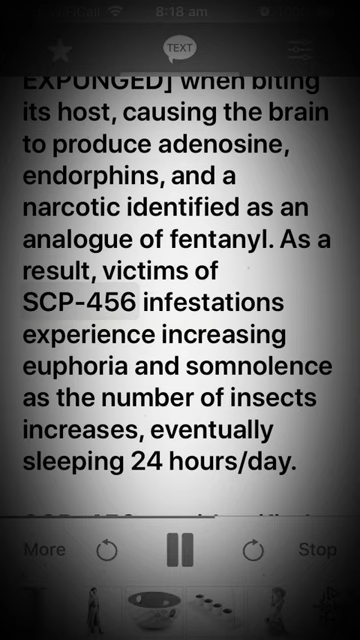 Call 8:18 am
TEXT
EXPUNGED] when biting
its host, causing the brain
to produce adenosine,
endorphins, and a
narcotic identified as an
analogue of fentanyl. As a
result, victims of
SCP-456 infestations
experience increasing
euphoria and somnolence
as the number of insects
increases, eventually
sleeping 24 hours/day.
More Stop